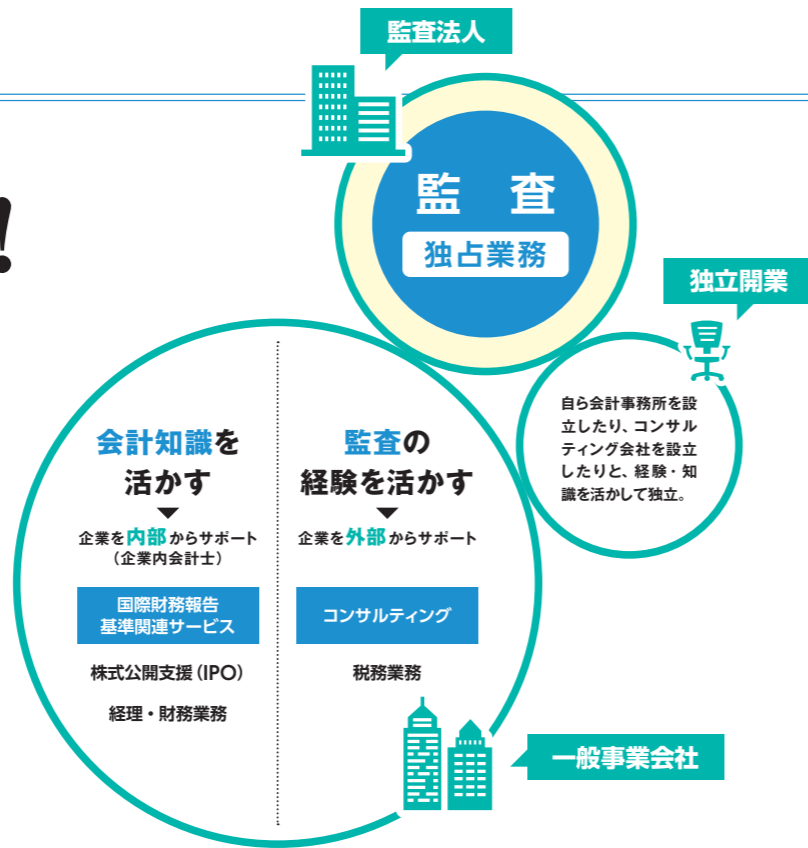 監査法人
監 査
独占業務
!
独立開業
自ら会計事務所を設
立したり、コンサル
ティング会社を設立
したりと、経験・知
識を活かして独立。
会計知識を
活かす
企業を内部からサポート
(企業内会計士)
国際財務報告
基準関連サービス
株式公開支援(IPO)
経理・財務業務
監査の
経験を活かす
企業を外部からサポート
コンサルティング
税務業務
一般事業会社